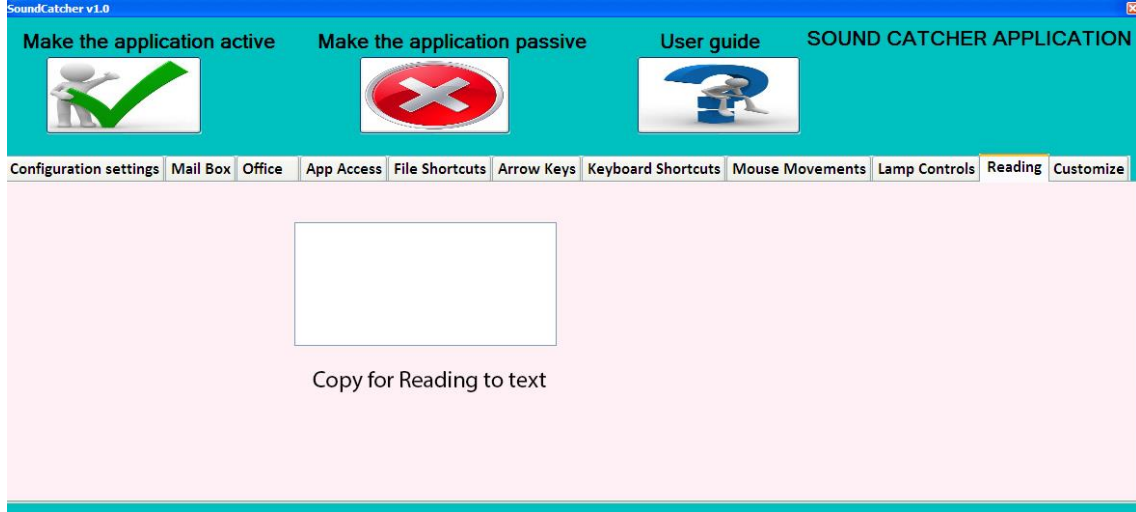 SoundCatcher v1.0
Make the application active Make the application passive User guide SOUND CATCHER APPLICATION
Configuration settings Mail Box Office App Access File Shortcuts Arrow Keys Keyboard Shortcuts Mouse Movements Lamp Controls Reading Customize
Copy for Reading to text